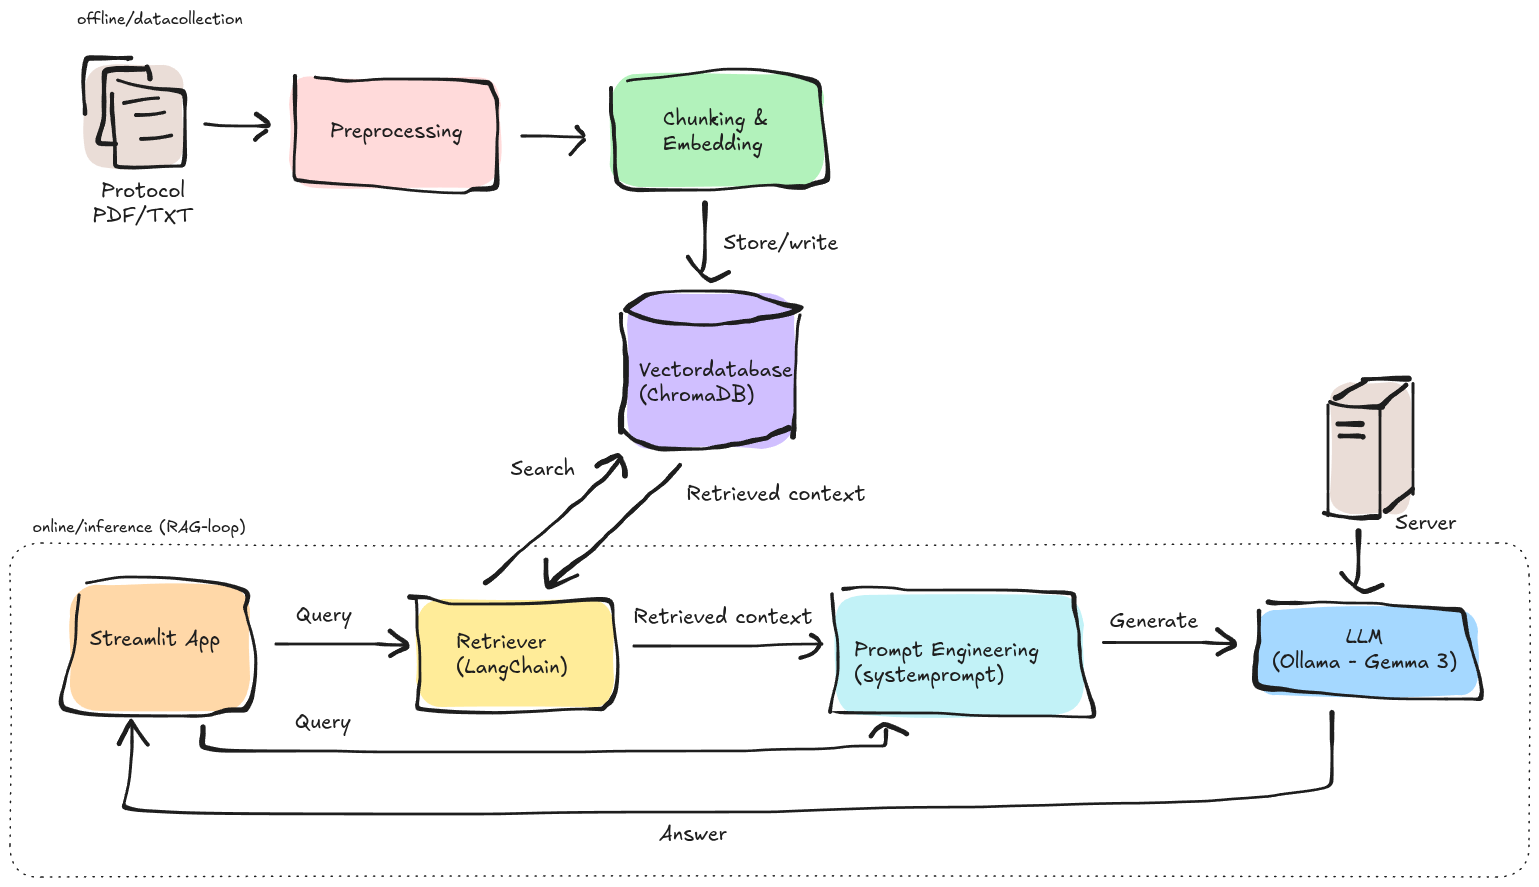 offline/datacollection
Protocol
PDF/TXT
Preprocessing
Chunking &
Embedding
Store/write
Vectordatabase
(ChromaDB)
Search
Retrieved context
Server
online/inference (RAG-loop)
Streamlit App
Query
Retriever
(LangChain)
Retrieved context
Prompt Engineering
(systemprompt)
Generate
LLM
(Ollama - Gemma 3)
Query
Answer